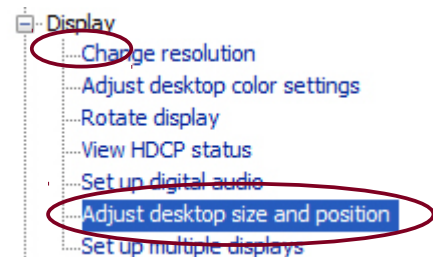 Display
Change resolution
Adjust desktop color settings
Rotate display
View HDCP status
Set up digital audio
Adjust desktop size and position
Set up multiple displays